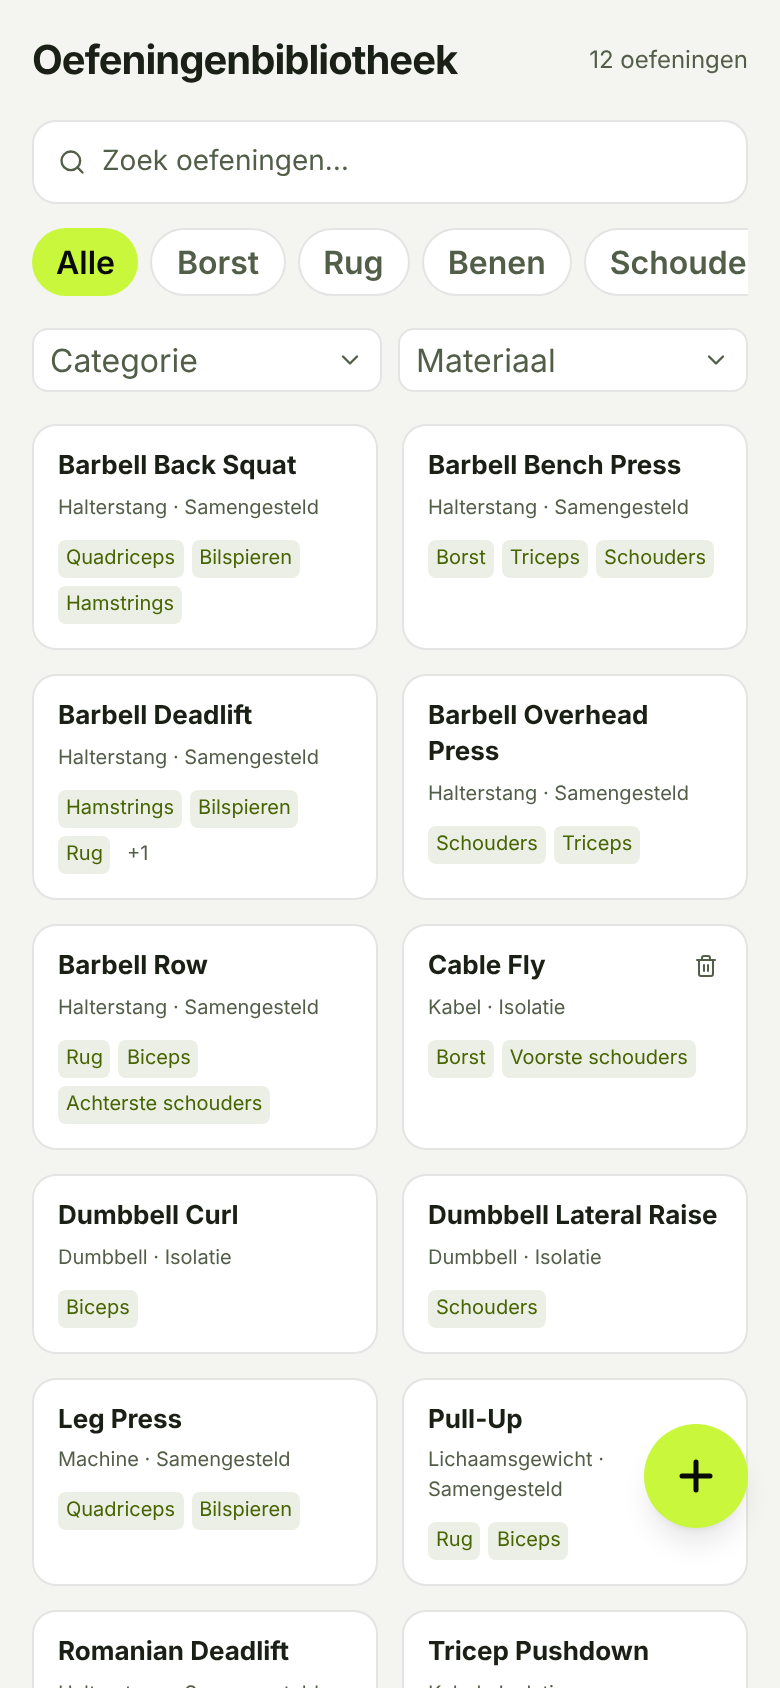 Oefeningenbibliotheek
12 oefeningen
Zoek oefeningen...
Alle
Borst
Rug
Benen
Schoude
Categorie
Materiaal
Barbell Back Squat
Halterstang · Samengesteld
Quadriceps
Bilspieren
Hamstrings
Barbell Bench Press
Halterstang · Samengesteld
Borst
Triceps
Schouders
Barbell Deadlift
Halterstang · Samengesteld
Hamstrings
Bilspieren
Rug
+1
Barbell Overhead
Press
Halterstang · Samengesteld
Schouders
Triceps
Barbell Row
Halterstang · Samengesteld
Rug
Biceps
Achterste schouders
Cable Fly
Kabel · Isolatie
Borst
Voorste schouders
Dumbbell Curl
Dumbbell · Isolatie
Biceps
Dumbbell Lateral Raise
Dumbbell · Isolatie
Schouders
Leg Press
Machine · Samengesteld
Quadriceps
Bilspieren
Pull-Up
Lichaamsgewicht ·
Samengesteld
Rug
Biceps
Romanian Deadlift
Tricep Pushdown